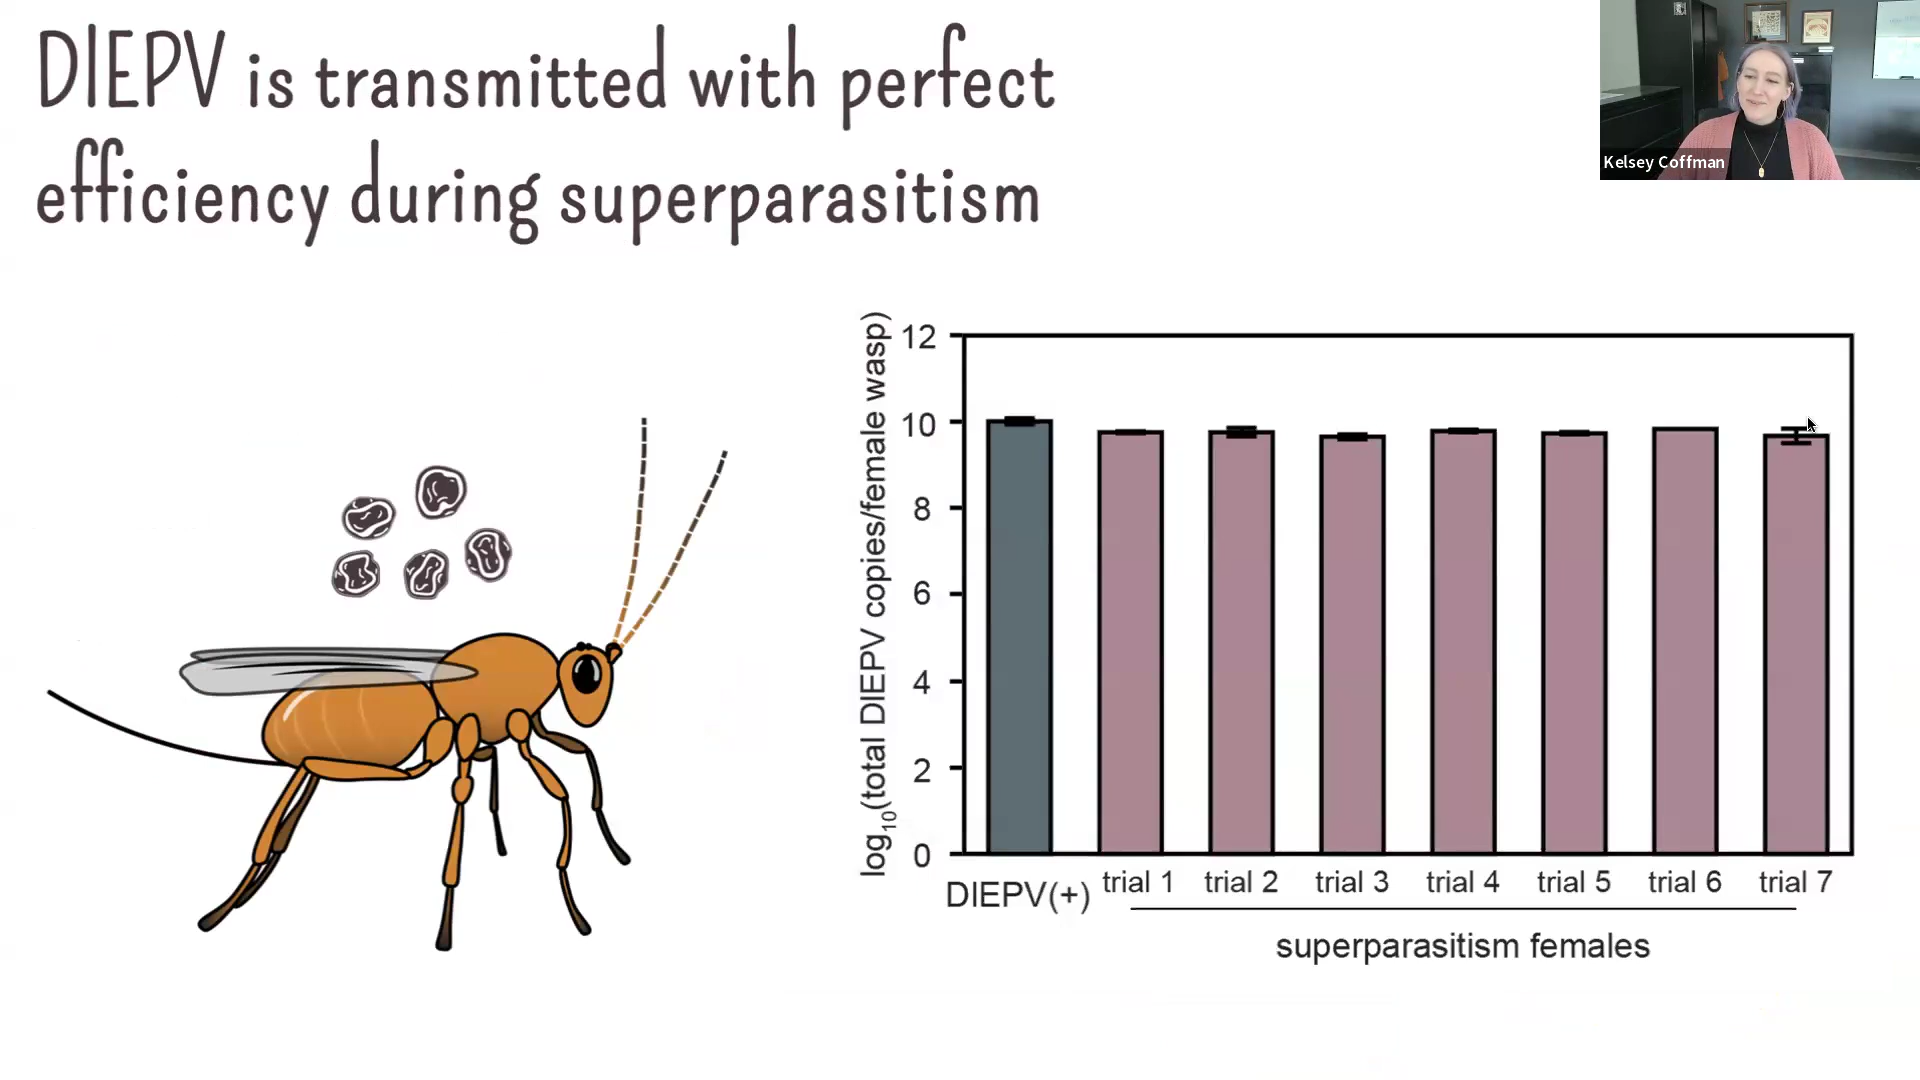 DIEPV is transmitted with perfect
efficiency during superparasitism
Kelsey Coffman
log10(total DIEPV copies/female wasp)
12
10
8
6
4
2
0
DIEPV(+)
trial 1
trial 2
trial 3
trial 4
trial 5
trial 6
trial 7
superparasitism females